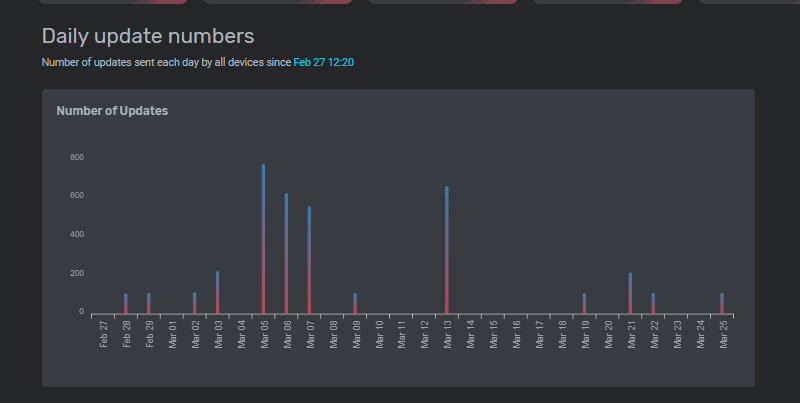 Daily update numbers
Number of updates sent each day by all devices since Feb 27 12:20
Number of Updates
800
600
400
200
0
Feb 27
Feb 28
Feb 29
Mar 01
Mar 02
Mar 03
Mar 04
Mar 05
Mar 06
Mar 07
Mar 08
Mar 09
Mar 10
Mar 11
Mar 12
Mar 13
Mar 14
Mar 15
Mar 16
Mar 17
Mar 18
Mar 19
Mar 20
Mar 21
Mar 22
Mar 23
Mar 24
Mar 25